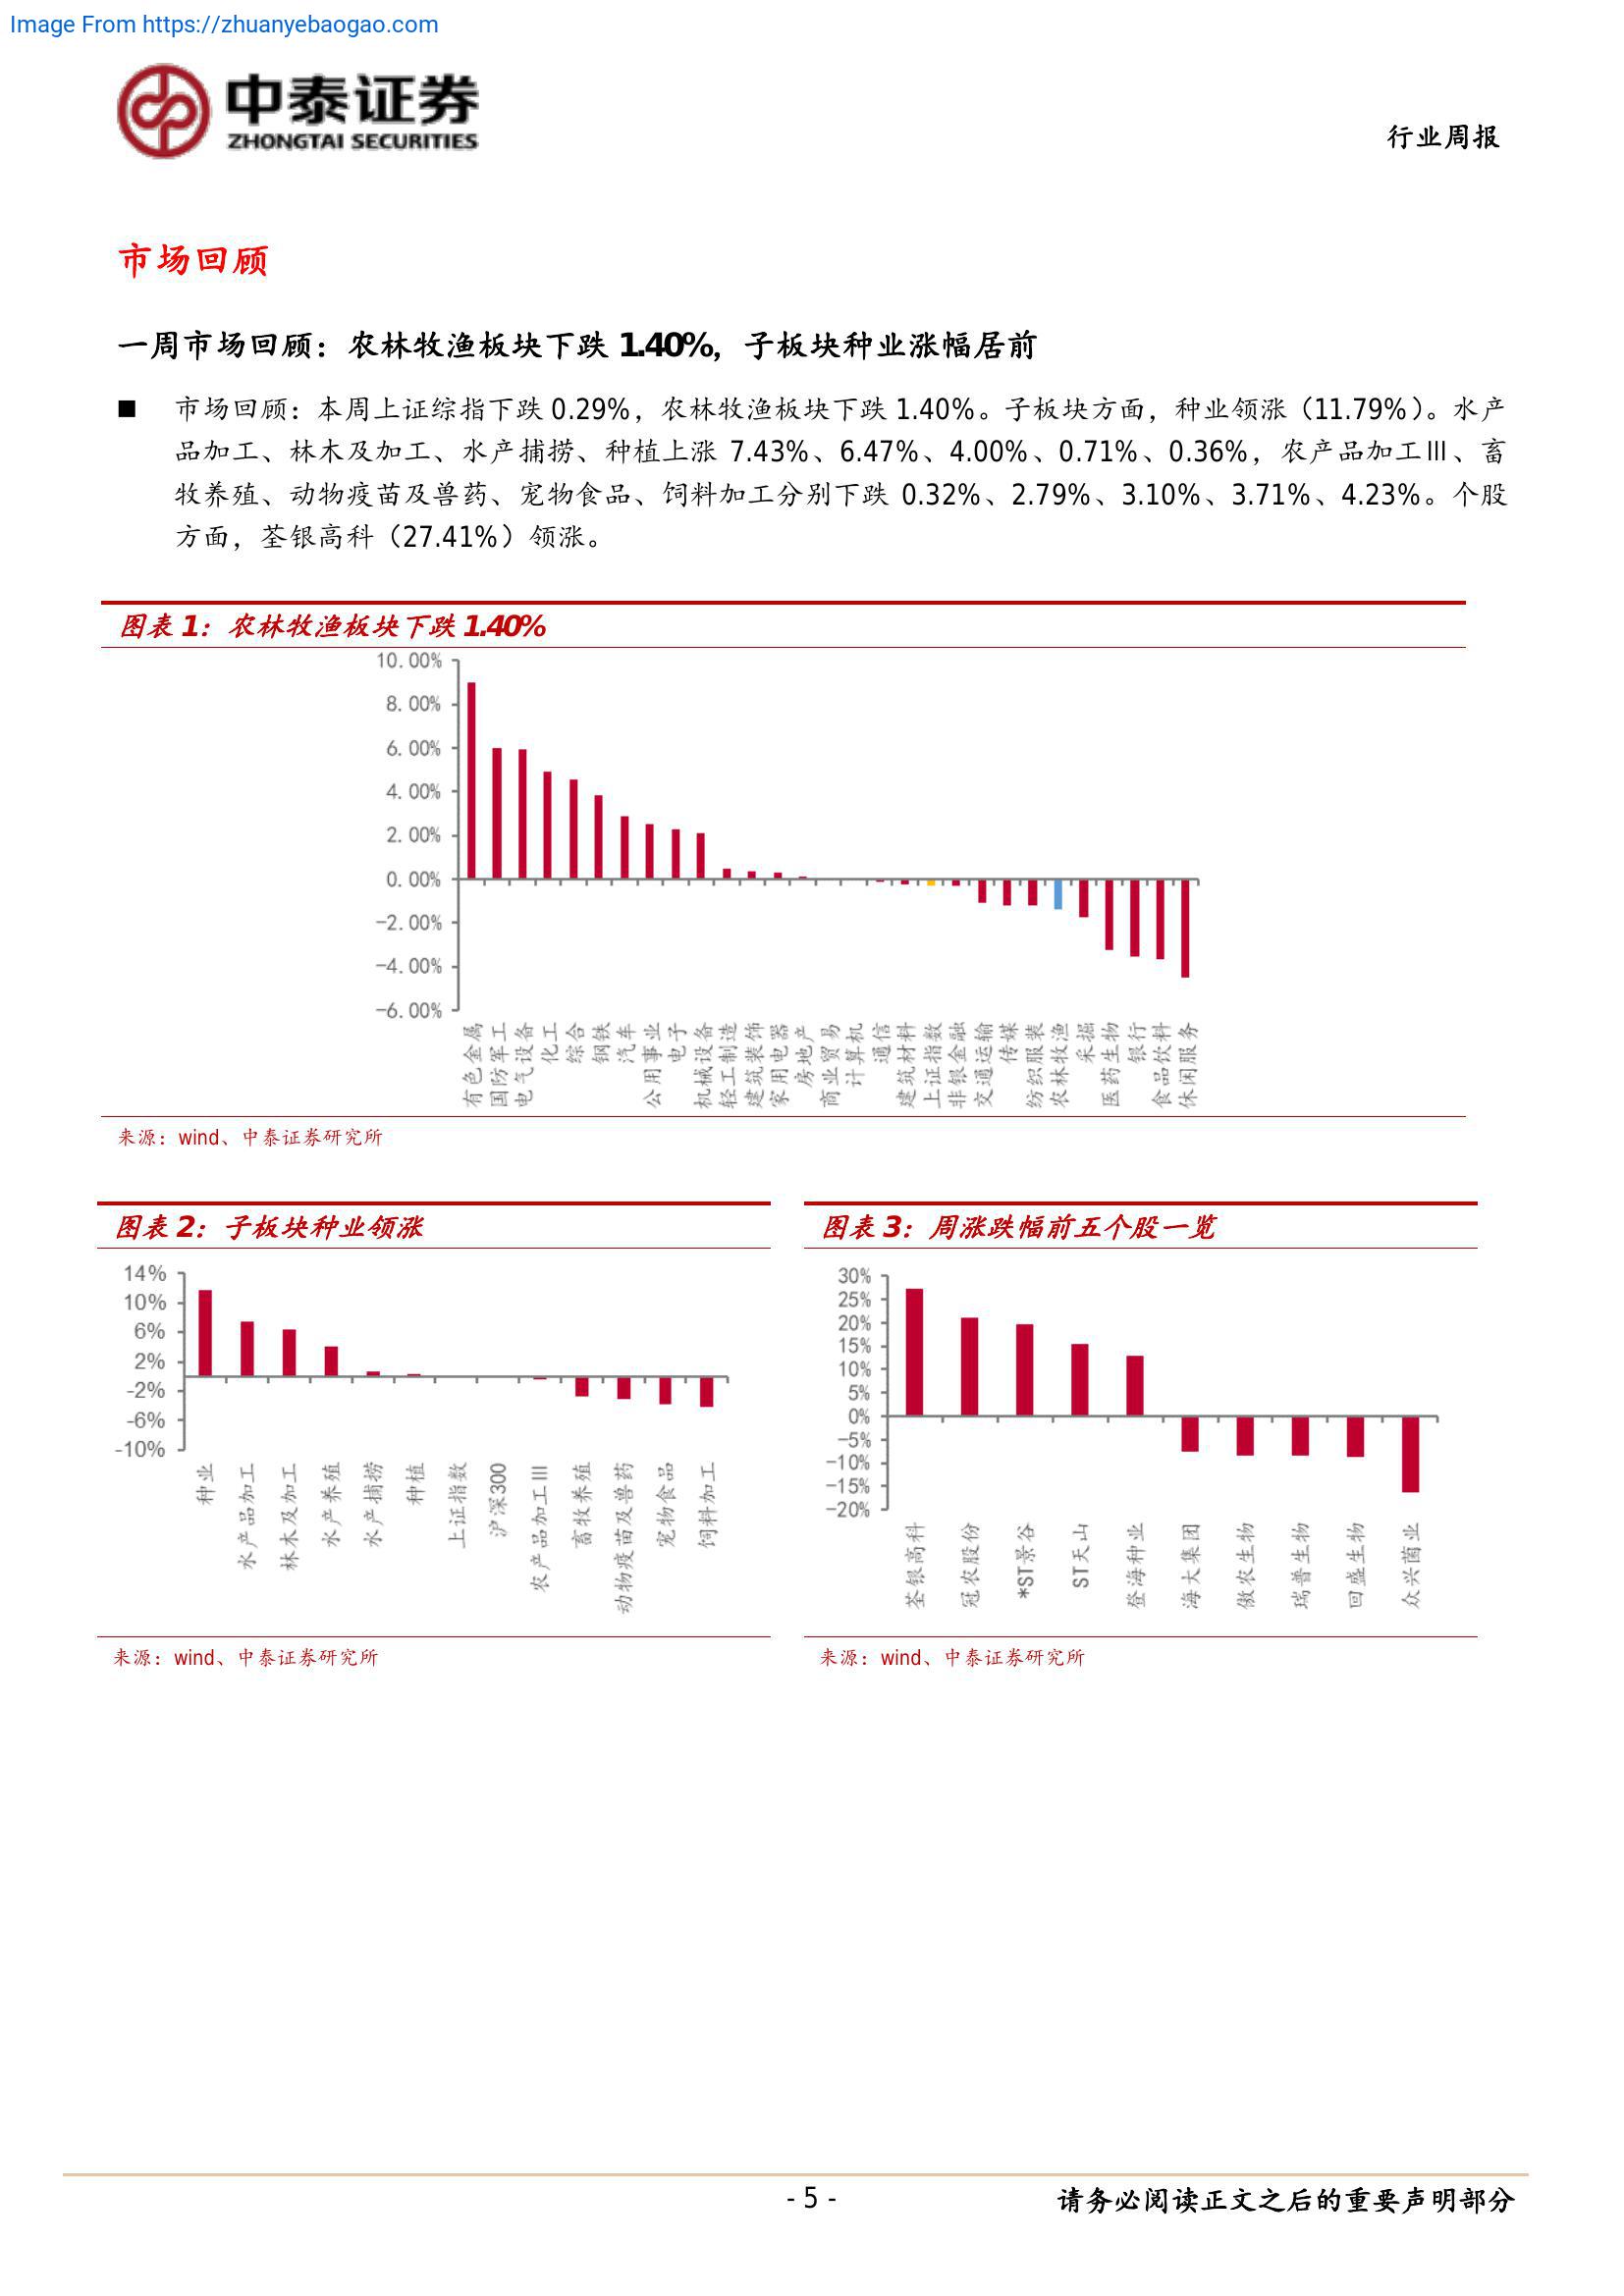 Image From https://zhuanyebaogao.com
中泰证券
ZHONGTAI SECURITIES
行业周报
市场回顾
一周市场回顾：农林牧渔板块下跌 1.40%，子板块种业涨幅居前
■ 市场回顾：本周上证综指下跌 0.29%，农林牧渔板块下跌 1.40%。子板块方面，种业领涨（11.79%）。水产
品加工、林木及加工、水产捕捞、种植上涨 7.43%、6.47%、4.00%、0.71%、0.36%，农产品加工Ⅲ、畜
牧养殖、动物疫苗及兽药、宠物食品、饲料加工分别下跌 0.32%、2.79%、3.10%、3.71%、4.23%。个股
方面，荃银高科（27.41%）领涨。
图表 1：农林牧渔板块下跌 1.40%
10.00%
8.00%
6.00%
4.00%
2.00%
0.00%
-2.00%
-4.00%
-6.00%
有色金属
国防军工
电气设备
化工
综合
钢铁
汽车
公用事业
电子
机械设备
轻工制造
建筑装饰
家用电器
房地产
商业贸易
计算机
通信
建筑材料
上证指数
非银金融
交通运输
传媒
纺织服装
农林牧渔
采掘
医药生物
银行
食品饮料
休闲服务
来源：wind、中泰证券研究所
图表 2：子板块种业领涨
14%
10%
6%
2%
-2%
-6%
-10%
种业
水产品加工
林木及加工
水产养殖
水产捕捞
种植
上证指数
沪深300
农产品加工Ⅲ
畜牧养殖
动物疫苗及兽药
宠物食品
饲料加工
来源：wind、中泰证券研究所
图表 3：周涨跌幅前五个股一览
30%
25%
20%
15%
10%
5%
0%
-5%
-10%
-15%
-20%
荃银高科
冠农股份
*ST景谷
ST天山
登海种业
海大集团
傲农生物
瑞普生物
回盛生物
众兴菌业
来源：wind、中泰证券研究所
- 5 -
请务必阅读正文之后的重要声明部分